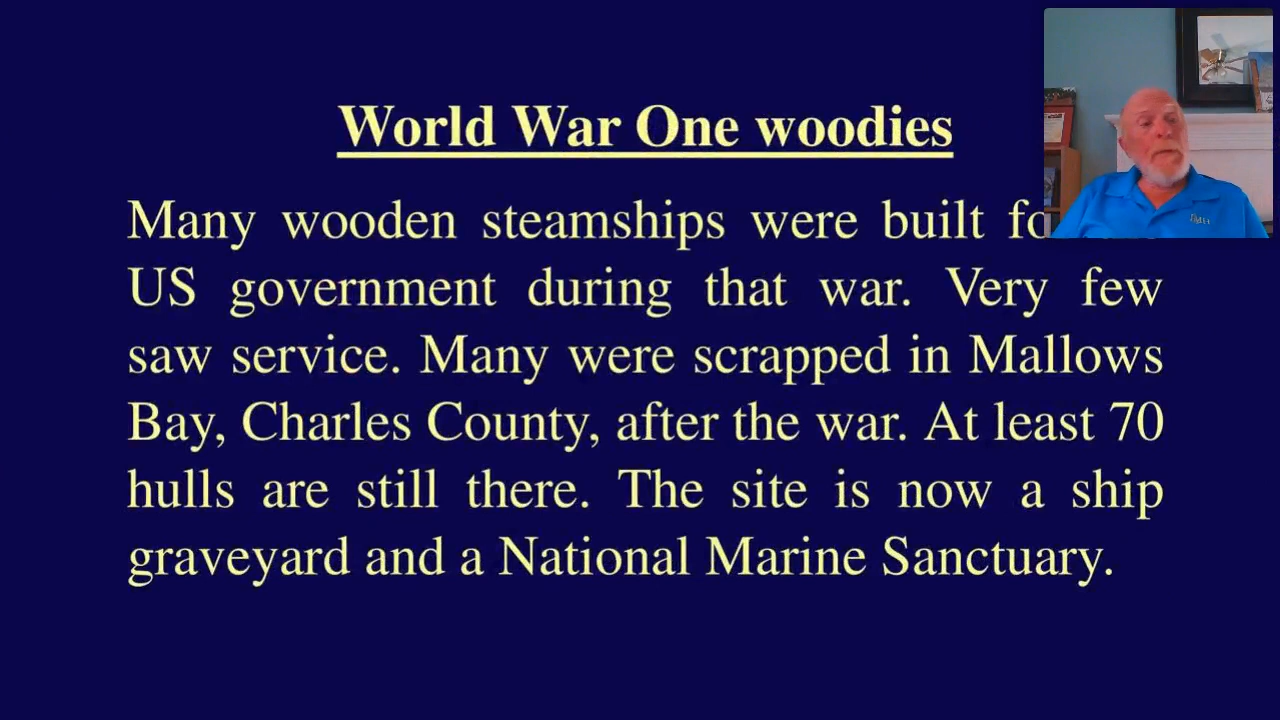 World War One woodies
Many wooden steamships were built
US government during that war. Very few
saw service. Many were scrapped in Mallows
Bay, Charles County, after the war. At least 70
hulls are still there. The site is now a ship
graveyard and a National Marine Sanctuary.